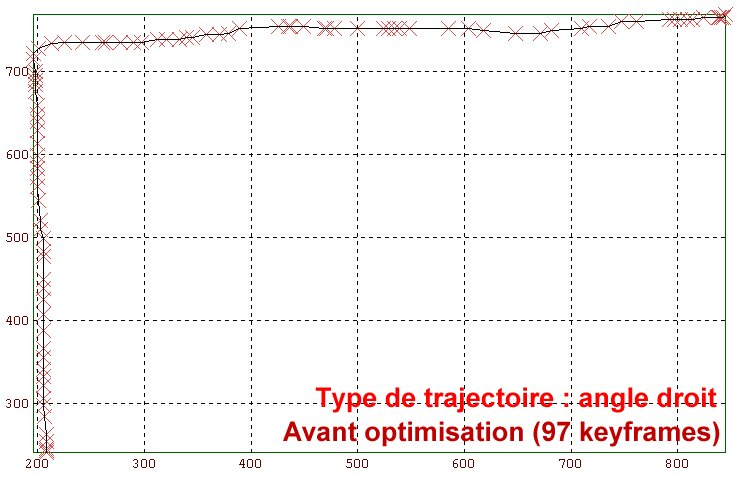 700
600
500
400
300
Type de trajectoire : angle droit
Avant optimisation (97 keyframes)
200 300 400 500 600 700 800